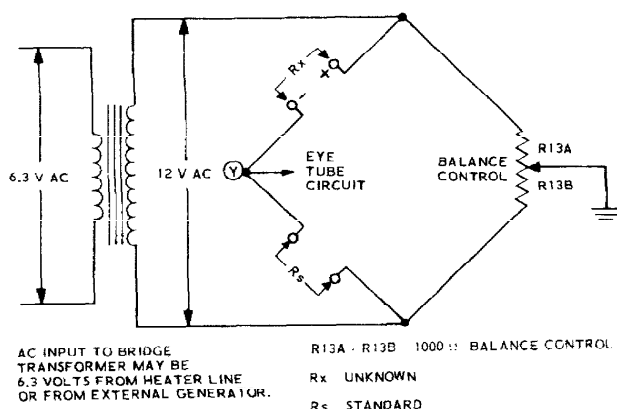 Rx
+
-
R13A
EYE
TUBE
CIRCUIT
BALANCE
CONTROL
6.3 V AC
12 V AC
Y
R13B
Rs
AC INPUT TO BRIDGE
TRANSFORMER MAY BE
6.3 VOLTS FROM HEATER LINE
OR FROM EXTERNAL GENERATOR.
R13A - R13B 1000 Ω BALANCE CONTROL
Rx UNKNOWN
Rs STANDARD